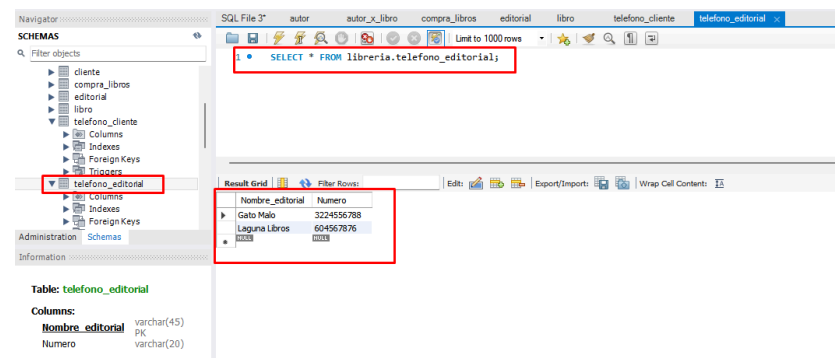 Navigator
SQL File 3* autor autor_x_libro compra_libros editorial libro telefono_cliente telefono_editorial
SCHEMAS
Filter objects
Limit to 1000 rows
1 SELECT * FROM libreria.telefono_editorial;
cliente
compra_libros
editorial
libro
telefono_cliente
Columns
Indexes
Foreign Keys
Triggers
telefono_editorial
Columns
Indexes
Foreign Keys
Administration Schemas
Result Grid Filter Rows: Edit: Export/Import: Wrap Cell Content:
Nombre_editorial Numero
Gato Malo 3224556788
Laguna Libros 604567876
NULL NULL
Information
Table: telefono_editorial
Columns:
Nombre_editorial varchar(45)
PK
Numero varchar(20)